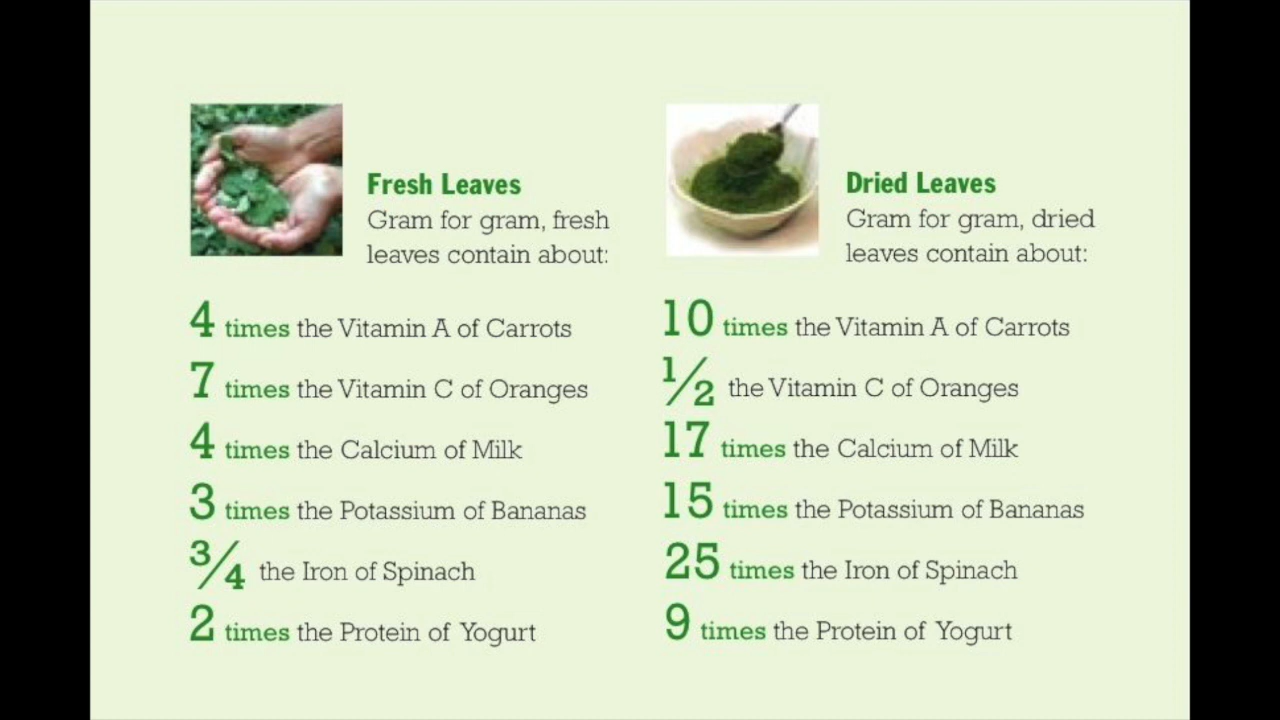 Fresh Leaves
Gram for gram, fresh
leaves contain about:
4 times the Vitamin A of Carrots
7 times the Vitamin C of Oranges
4 times the Calcium of Milk
3 times the Potassium of Bananas
¾ the Iron of Spinach
2 times the Protein of Yogurt
Dried Leaves
Gram for gram, dried
leaves contain about:
10 times the Vitamin A of Carrots
½ the Vitamin C of Oranges
17 times the Calcium of Milk
15 times the Potassium of Bananas
25 times the Iron of Spinach
9 times the Protein of Yogurt